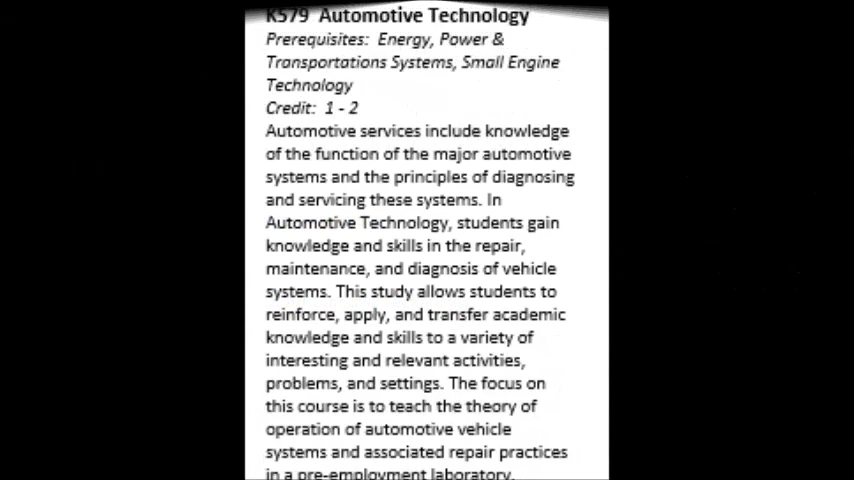 K579 Automotive Technology
Prerequisites: Energy, Power &
Transportations Systems, Small Engine
Technology
Credit: 1 - 2
Automotive services include knowledge
of the function of the major automotive
systems and the principles of diagnosing
and servicing these systems. In
Automotive Technology, students gain
knowledge and skills in the repair,
maintenance, and diagnosis of vehicle
systems. This study allows students to
reinforce, apply, and transfer academic
knowledge and skills to a variety of
interesting and relevant activities,
problems, and settings. The focus on
this course is to teach the theory of
operation of automotive vehicle
systems and associated repair practices
in a pre-employment laboratory.